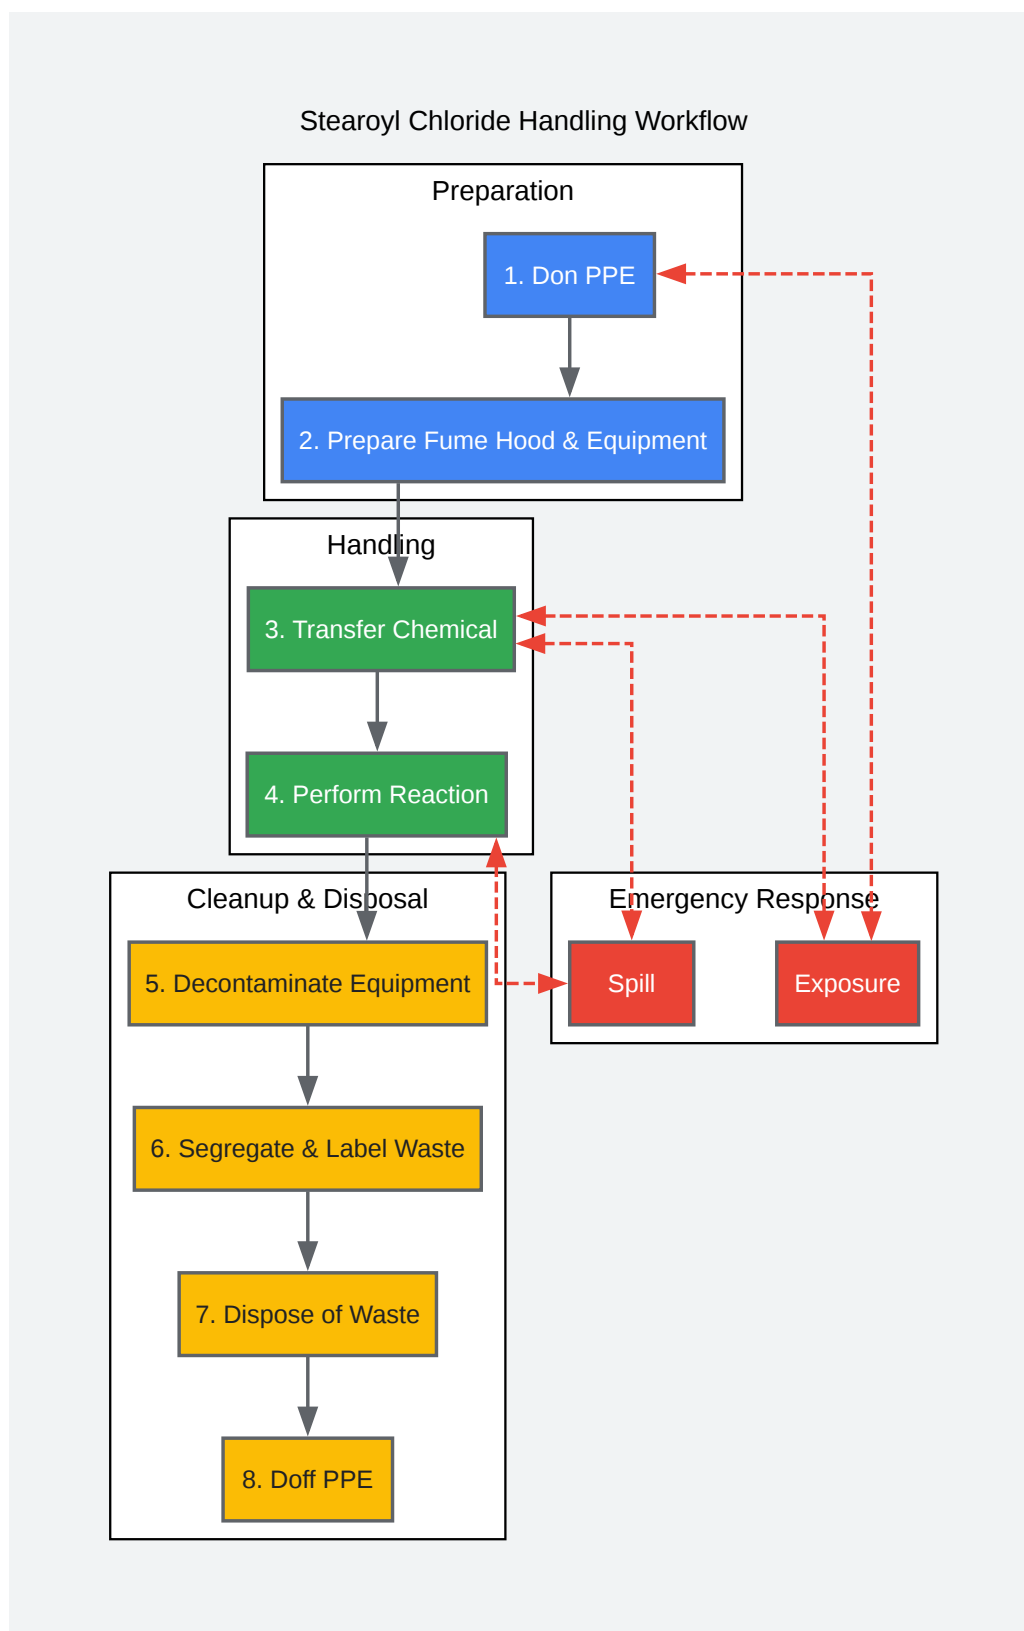 Stearoyl Chloride Handling Workflow
Preparation
1. Don PPE
2. Prepare Fume Hood & Equipment
Handling
3. Transfer Chemical
4. Perform Reaction
Cleanup & Disposal
5. Decontaminate Equipment
6. Segregate & Label Waste
7. Dispose of Waste
8. Doff PPE
Emergency Response
Spill
Exposure